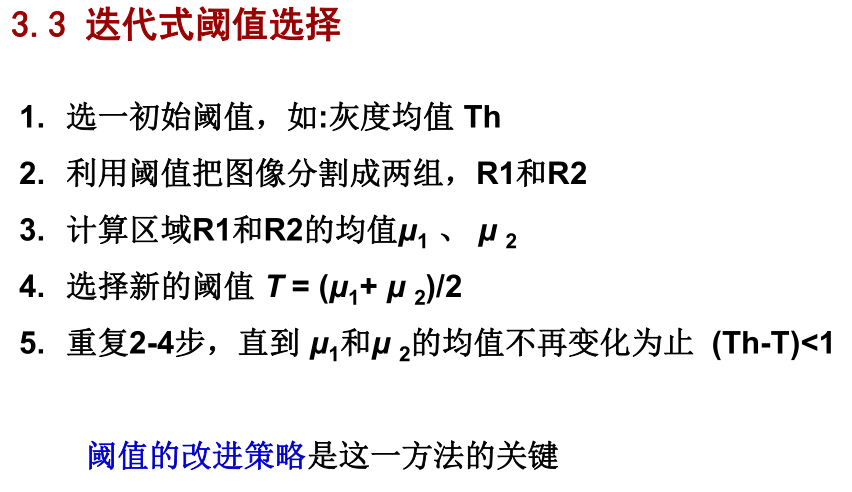 3.3 迭代式阈值选择
1. 选一初始阈值，如:灰度均值 Th
2. 利用阈值把图像分割成两组，R1和R2
3. 计算区域R1和R2的均值μ1 、 μ 2
4. 选择新的阈值 T = (μ1+ μ 2)/2
5. 重复2-4步，直到 μ1和μ 2的均值不再变化为止 (Th-T)<1
阈值的改进策略是这一方法的关键